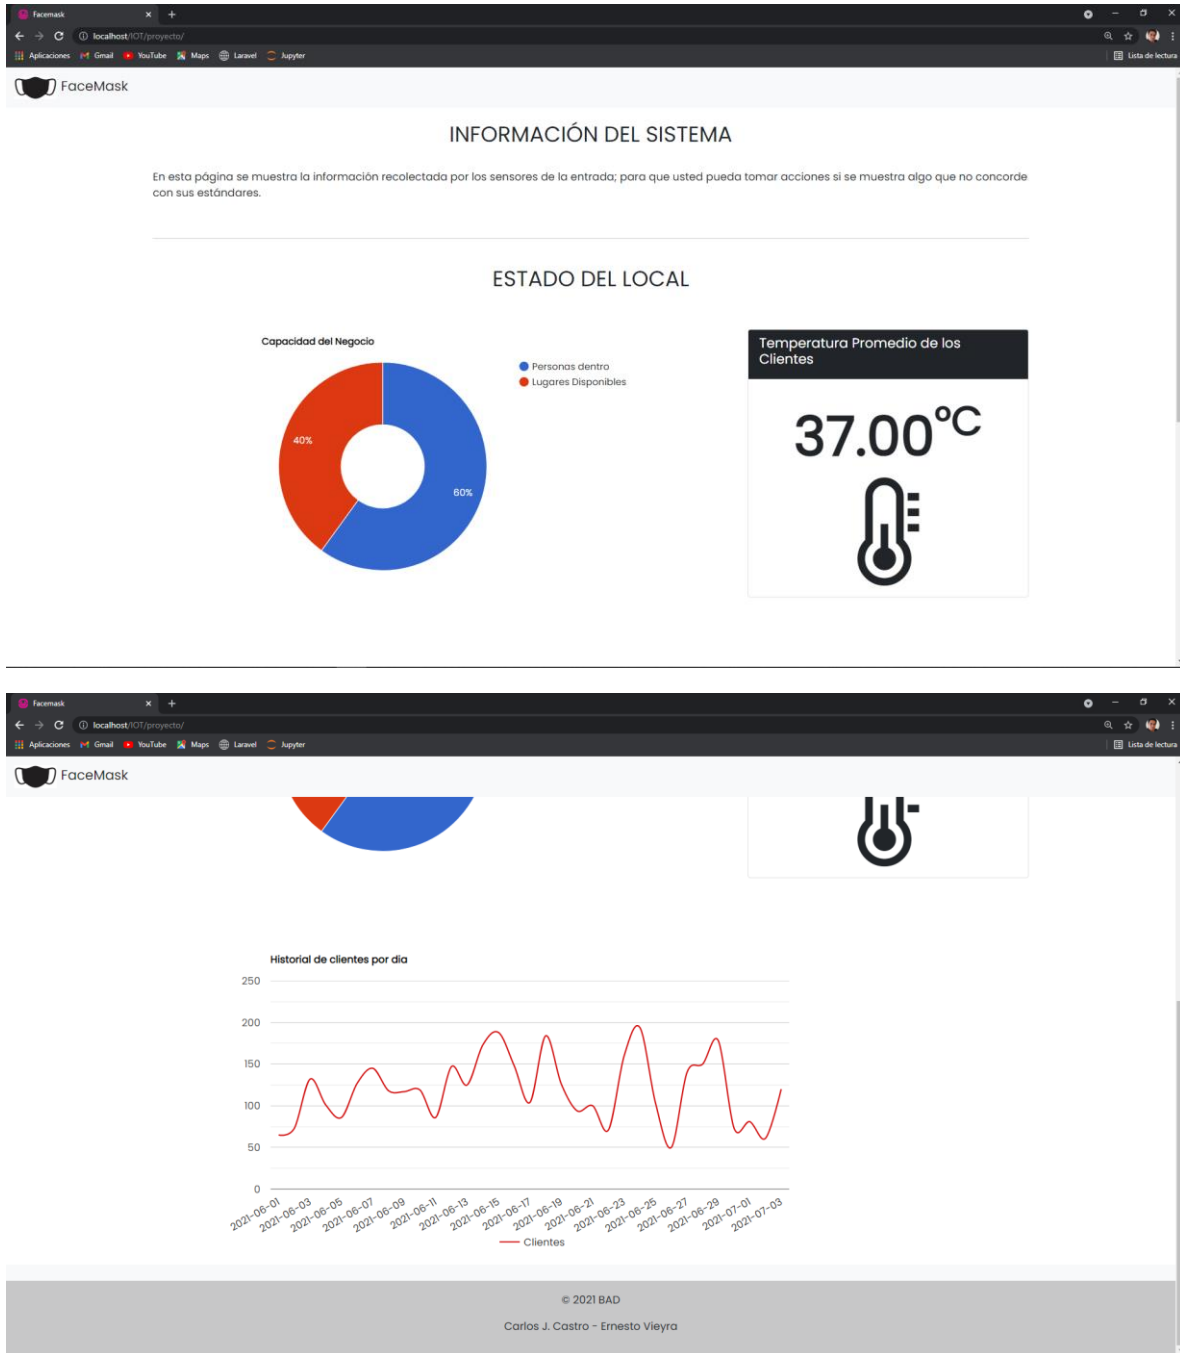 Facemask
localhost/IOT/proyecto/
Aplicaciones Gmail YouTube Maps Laravel Jupyter Lista de lectura
FaceMask
INFORMACIÓN DEL SISTEMA
En esta página se muestra la información recolectada por los sensores de la entrada; para que usted pueda tomar acciones si se muestra algo que no concorde
con sus estándares.
ESTADO DEL LOCAL
Capacidad del Negocio
Personas dentro
Lugares Disponibles
40%
60%
Temperatura Promedio de los
Clientes
37.00°C
Facemask
localhost/IOT/proyecto/
Aplicaciones Gmail YouTube Maps Laravel Jupyter Lista de lectura
FaceMask
Historial de clientes por dia
250
200
150
100
50
0
2021-06-01 2021-06-03 2021-06-05 2021-06-07 2021-06-09 2021-06-11 2021-06-13 2021-06-15 2021-06-17 2021-06-19 2021-06-21 2021-06-23 2021-06-25 2021-06-27 2021-06-29 2021-07-01 2021-07-03
Clientes
© 2021 BAD
Carlos J. Castro - Ernesto Vieyra